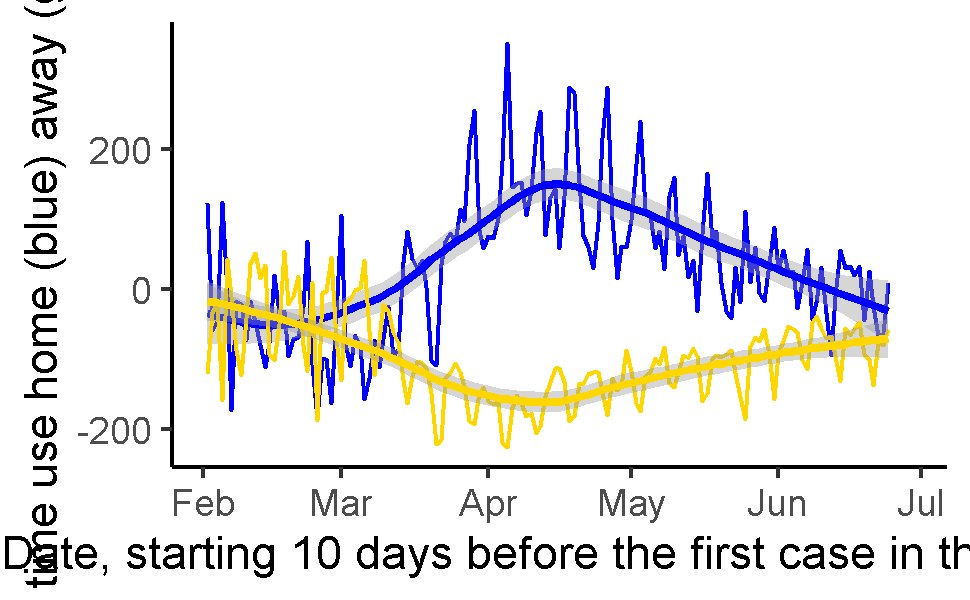 time use home (blue) away (
200
0
-200
Feb Mar Apr May Jun Jul
Date, starting 10 days before the first case in th